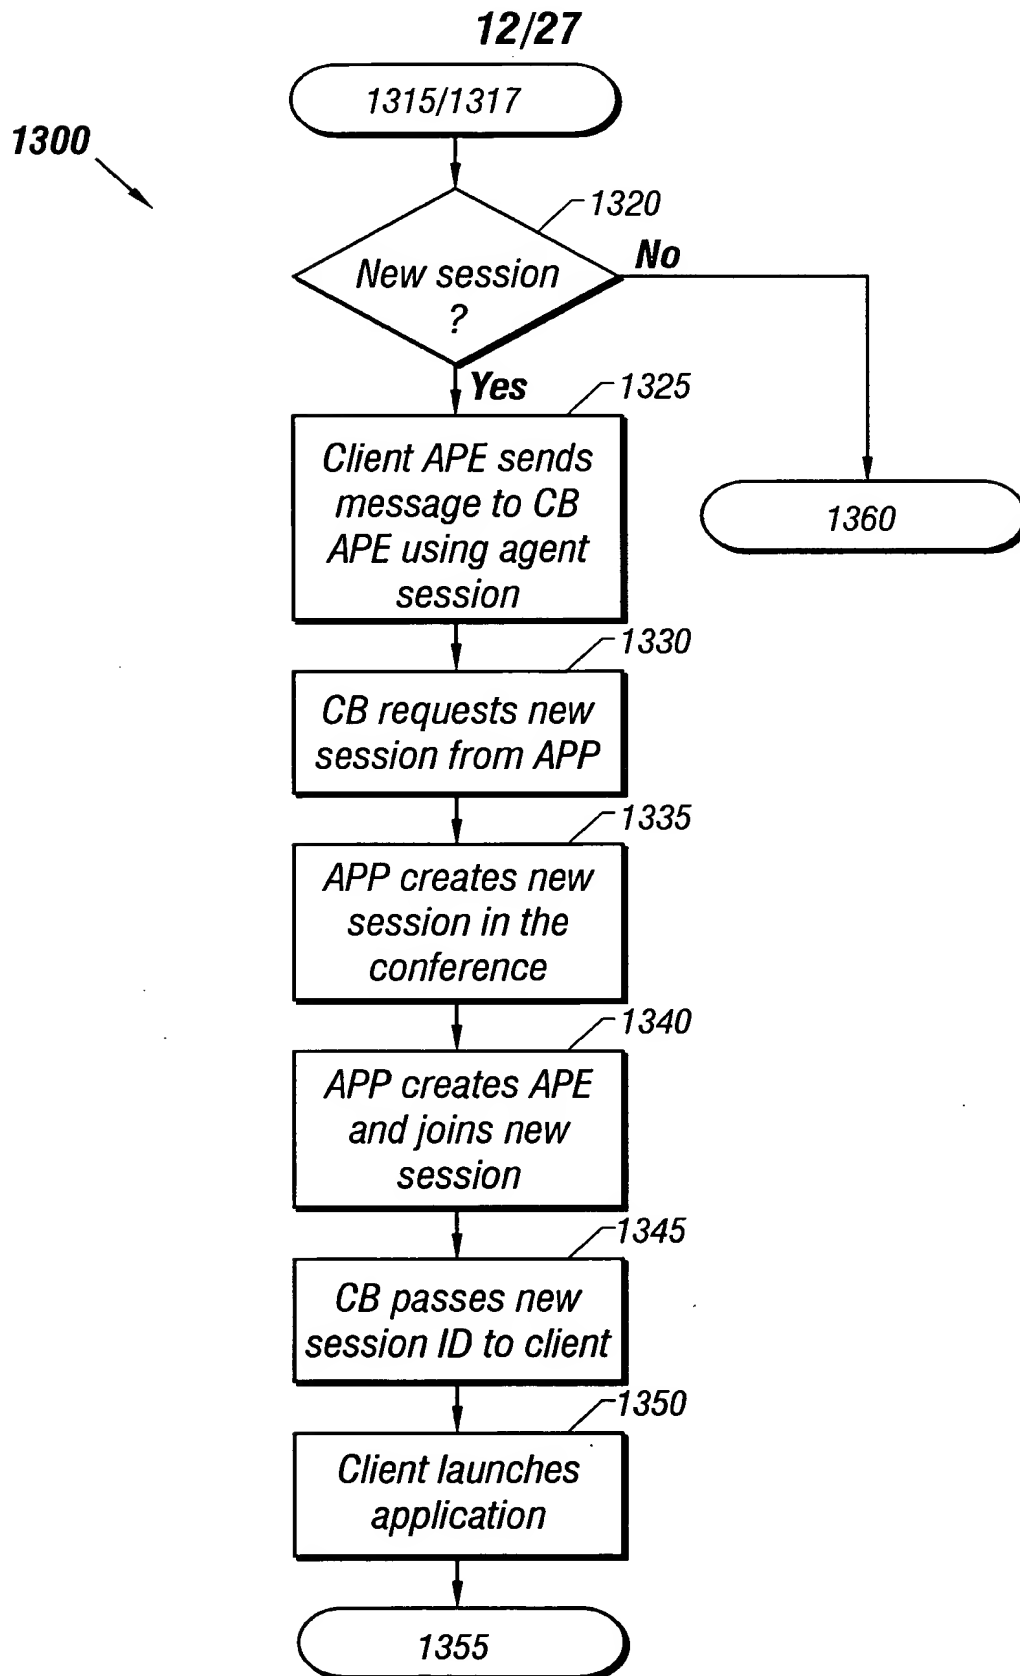 12/27
1315/1317
1300
1320
New session
?
No
Yes
1325
Client APE sends
message to CB
APE using agent
session
1360
1330
CB requests new
session from APP
1335
APP creates new
session in the
conference
1340
APP creates APE
and joins new
session
1345
CB passes new
session ID to client
1350
Client launches
application
1355